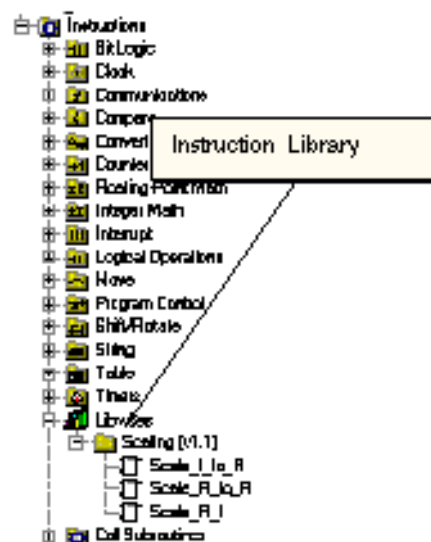 Instructions
Bit Logic
Clock
Communications
Compare
Convert
Counter
Floating-Point Math
Integer Math
Interrupt
Logical Operations
Move
Program Control
Shift/Rotate
String
Table
Timers
Libraries
Scaling (v1.1)
Scale_I_to_R
Scale_R_to_R
Scale_R_I
Call Subroutines
Instruction Library